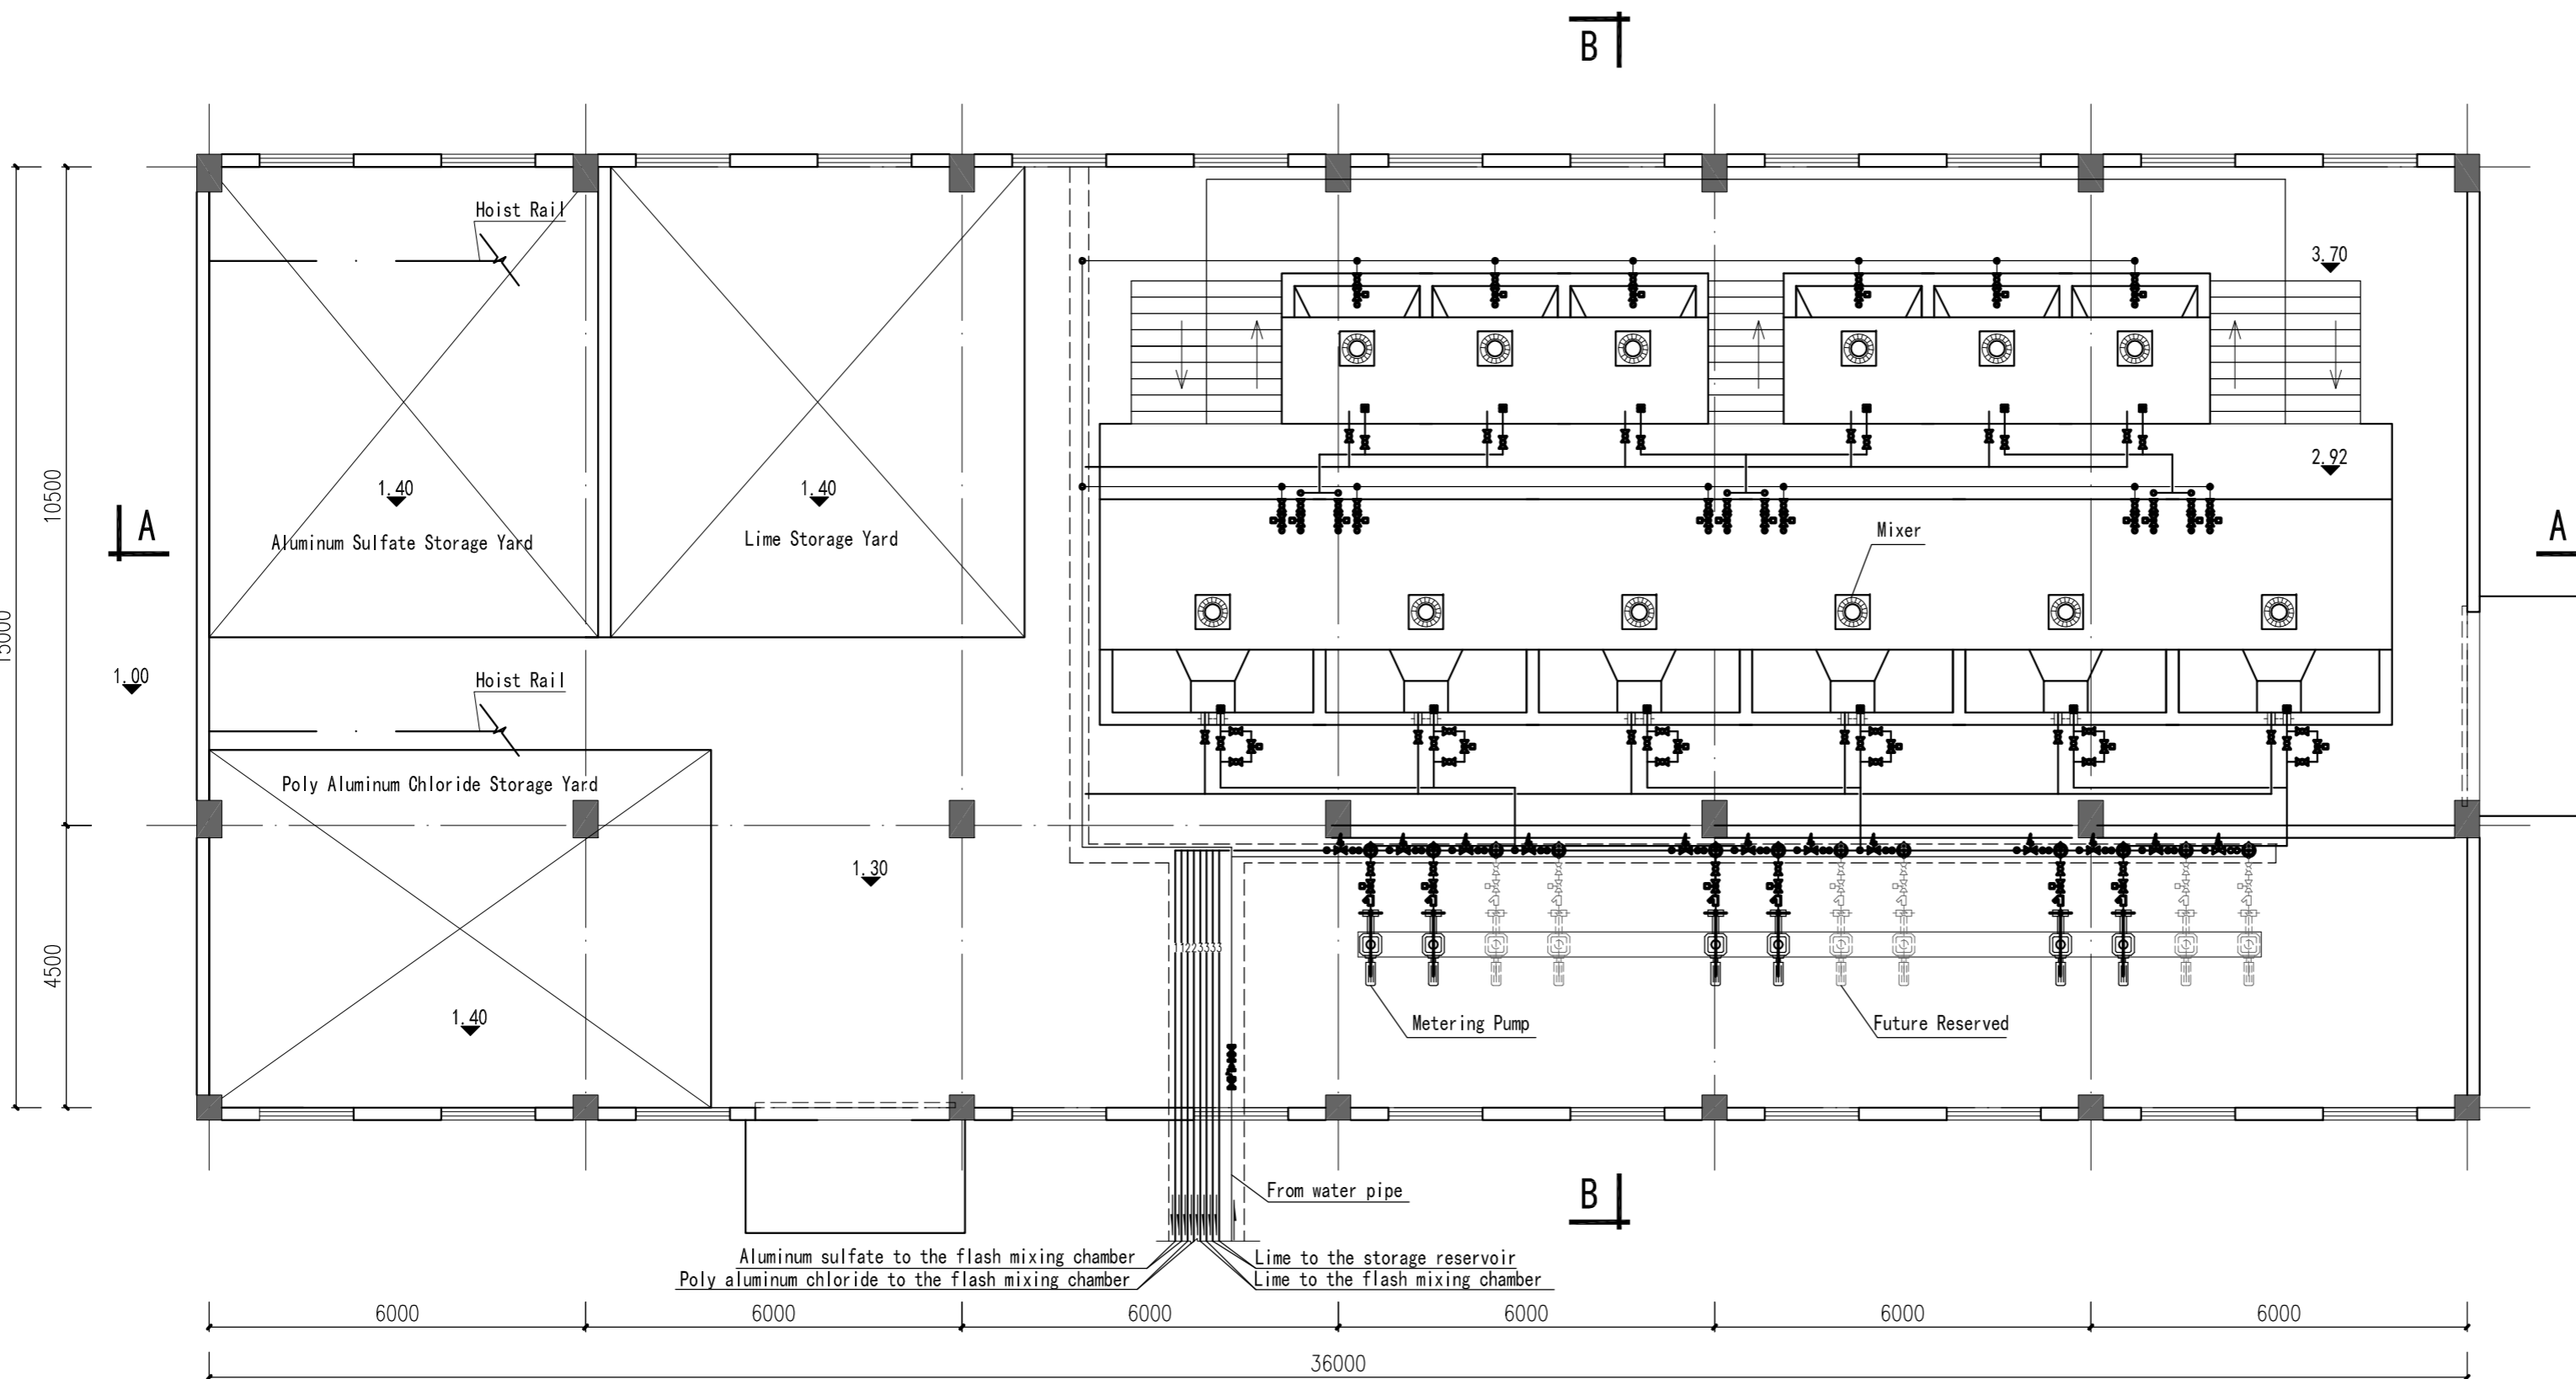 B
Hoist Rail
3.70
2.92
1.40
1.40
10500
A
A
Aluminum Sulfate Storage Yard
Lime Storage Yard
Mixer
15000
1.00
Hoist Rail
Poly Aluminum Chloride Storage Yard
1.30
4500
112223333
1.40
Metering Pump
Future Reserved
B
From water pipe
Aluminum sulfate to the flash mixing chamber
Lime to the storage reservoir
Poly aluminum chloride to the flash mixing chamber
Lime to the flash mixing chamber
6000
6000
6000
6000
6000
6000
36000